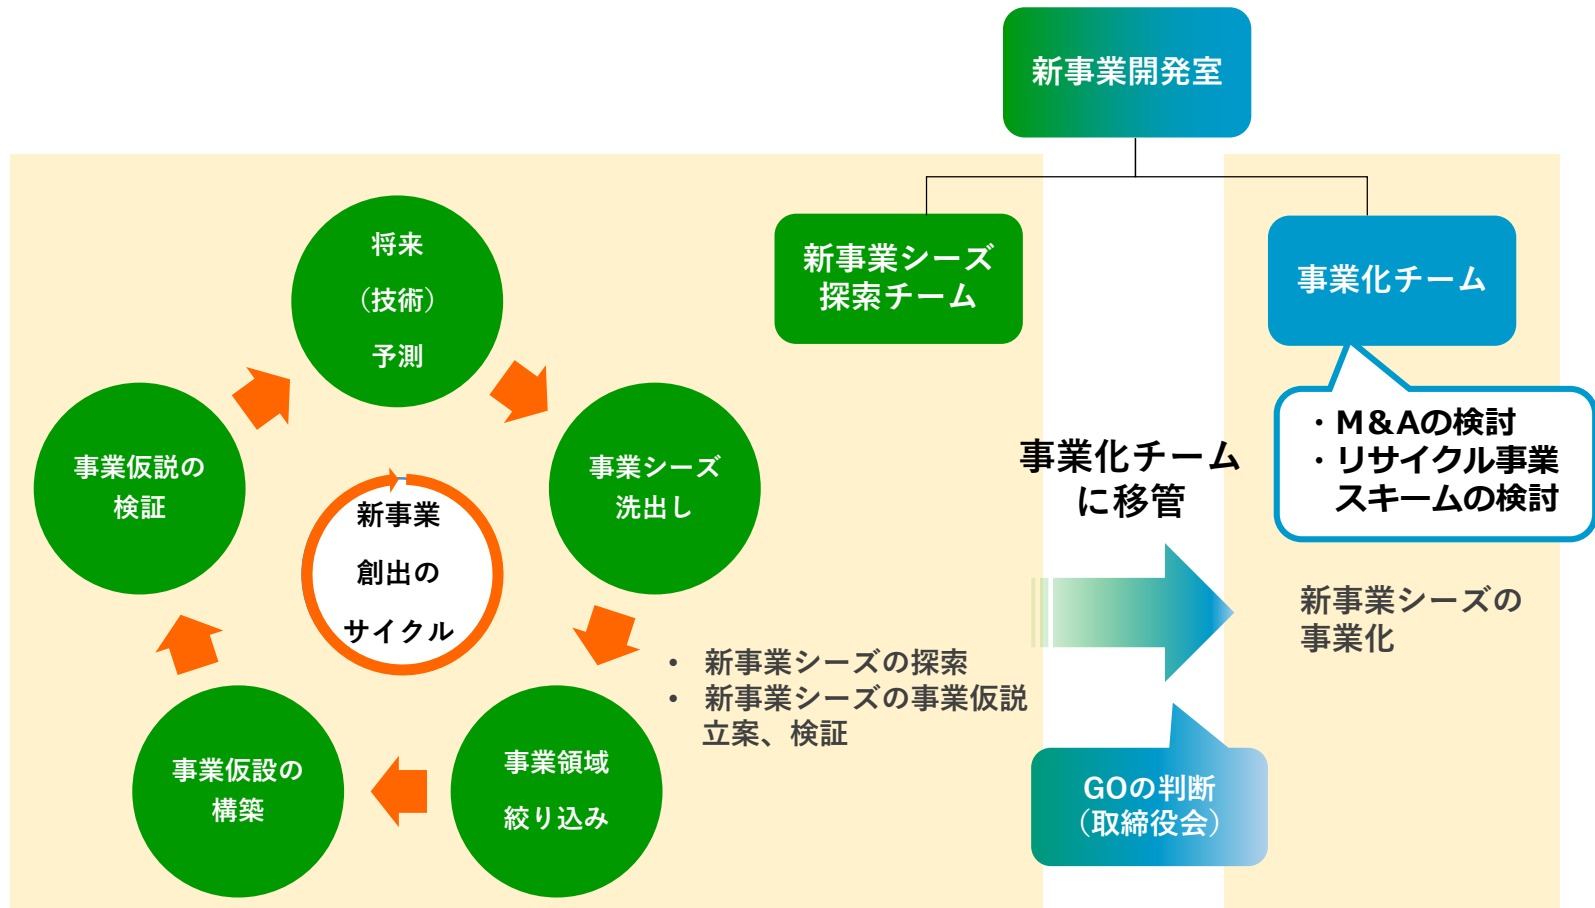 新事業開発室
新事業シーズ
探索チーム
事業化チーム
・M&Aの検討
・リサイクル事業
スキームの検討
将来
（技術）
予測
事業シーズ
洗出し
事業領域
絞り込み
事業仮設の
構築
事業仮説の
検証
新事業
創出の
サイクル
• 新事業シーズの探索
• 新事業シーズの事業仮説
立案、検証
事業化チーム
に移管
GOの判断
（取締役会）
新事業シーズの
事業化